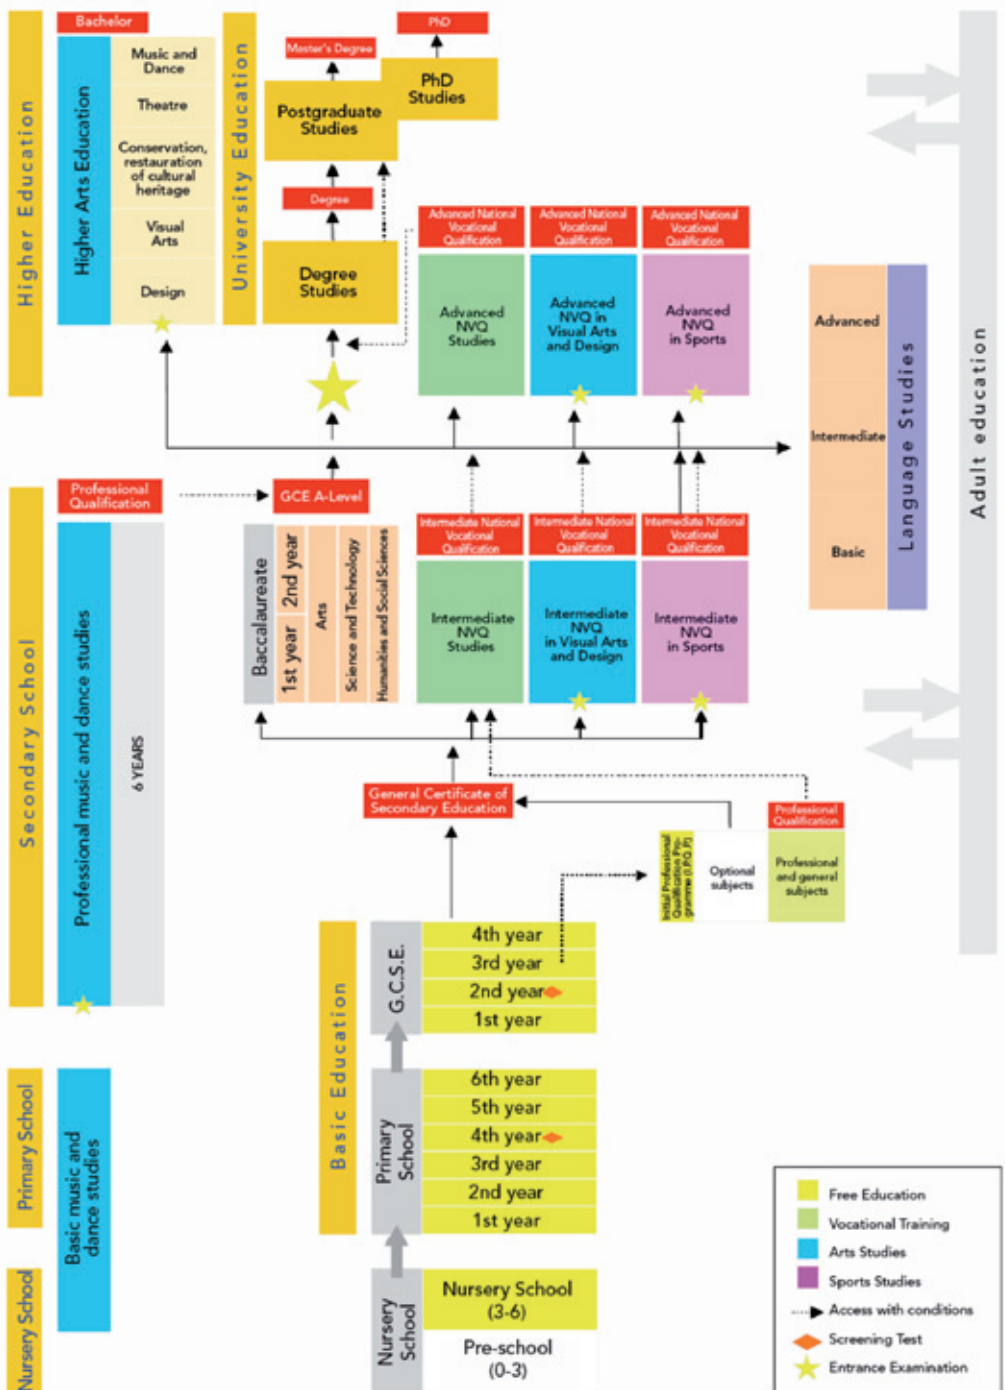 Higher Education
Bachelor
Higher Arts Education
Music and
Dance
Theatre
Conservation,
restauration
of cultural
heritage
Visual
Arts
Design
University Education
Master's Degree
PhD
Postgraduate
Studies
PhD
Studies
Degree
Degree
Studies
Advanced National
Vocational
Qualification
Advanced National
Vocational
Qualification
Advanced National
Vocational
Qualification
Advanced
NVQ
Studies
Advanced
NVQ in
Visual Arts
and Design
Advanced
NVQ
in Sports
Advanced
Intermediate
Basic
Language Studies
Adult education
Secondary School
Professional
Qualification
Professional music and dance studies
6 YEARS
GCE A-Level
Baccalaureate
1st year
2nd year
Arts
Science and Technology
Humanities and Social Sciences
Intermediate National
Vocational
Qualification
Intermediate National
Vocational
Qualification
Intermediate National
Vocational
Qualification
Intermediate
NVQ
Studies
Intermediate
NVQ
in Visual Arts
and Design
Intermediate
NVQ
in Sports
General Certificate of
Secondary Education
Professional
Qualification
Initial Professional
Qualification Pro-
gramme (I.P.Q.P)
Optional
subjects
Professional
and general
subjects
Basic Education
G.C.S.E.
4th year
3rd year
2nd year
1st year
Primary School
Basic music and
dance studies
Primary
School
6th year
5th year
4th year
3rd year
2nd year
1st year
Nursery School
Nursery
School
Nursery School
(3-6)
Pre-school
(0-3)
Free Education
Vocational Training
Arts Studies
Sports Studies
Access with conditions
Screening Test
Entrance Examination